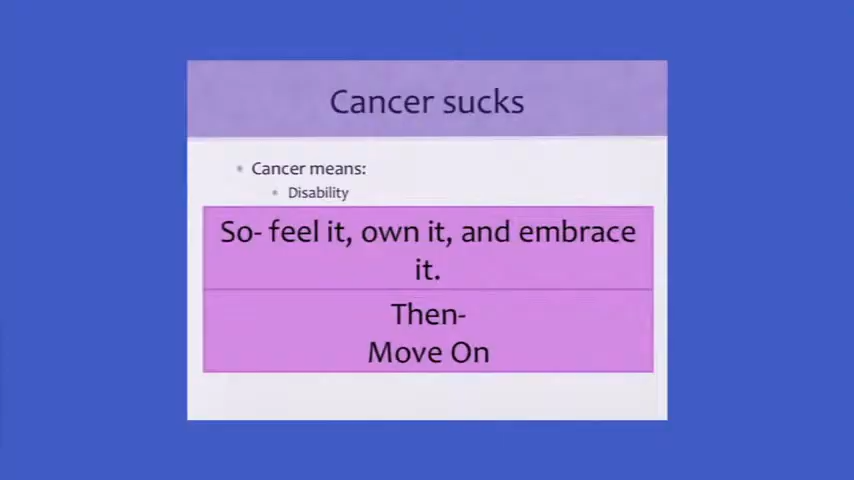 Cancer sucks
Cancer means:
Disability
So- feel it, own it, and embrace
it.
Then-
Move On